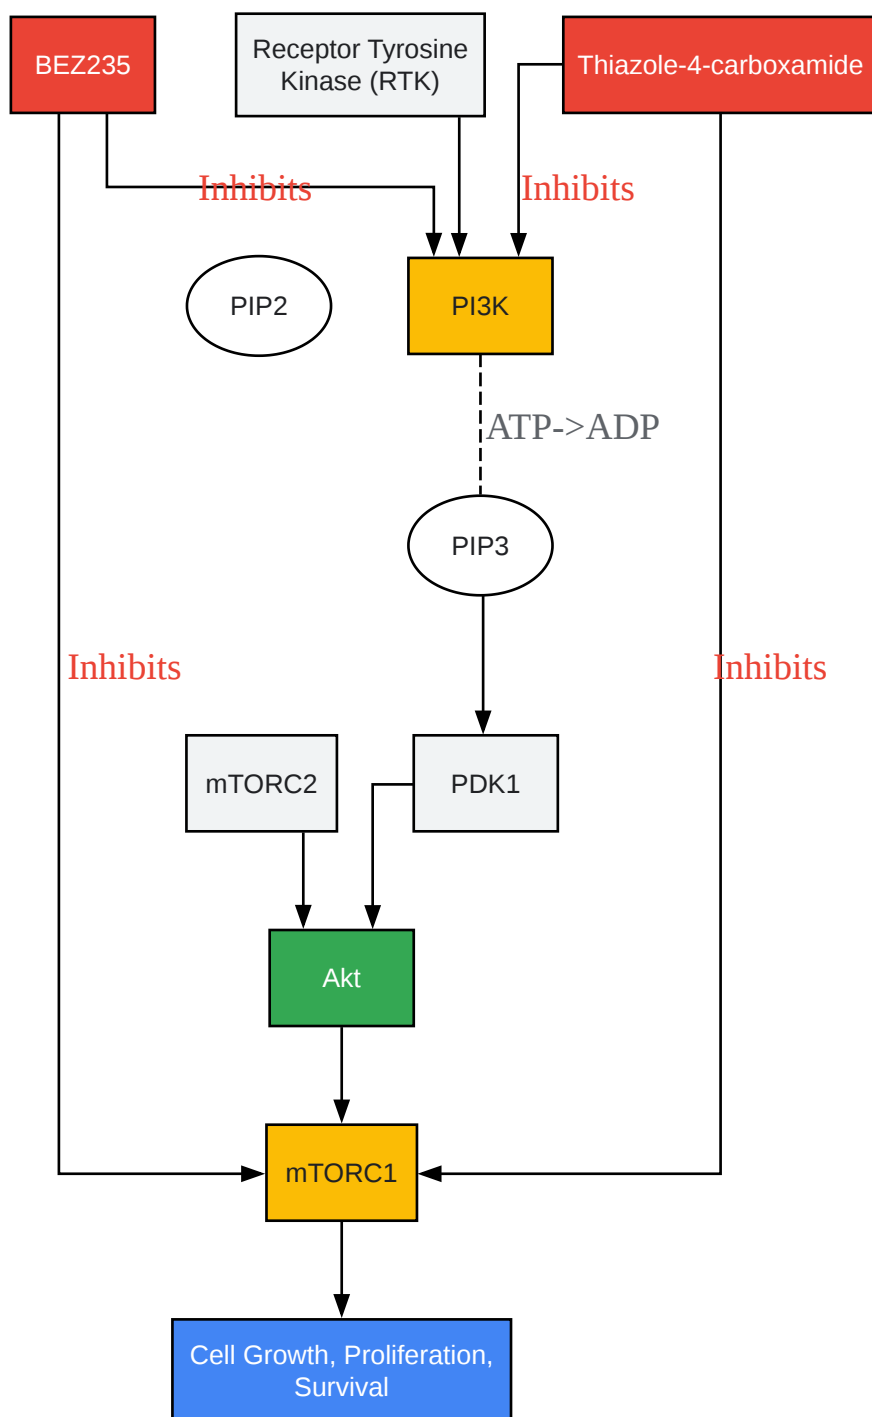 BEZ235
Receptor Tyrosine
Kinase (RTK)
Thiazole-4-carboxamide
Inhibits
Inhibits
PIP2
PI3K
ATP->ADP
PIP3
Inhibits
Inhibits
mTORC2
PDK1
Akt
mTORC1
Cell Growth, Proliferation,
Survival